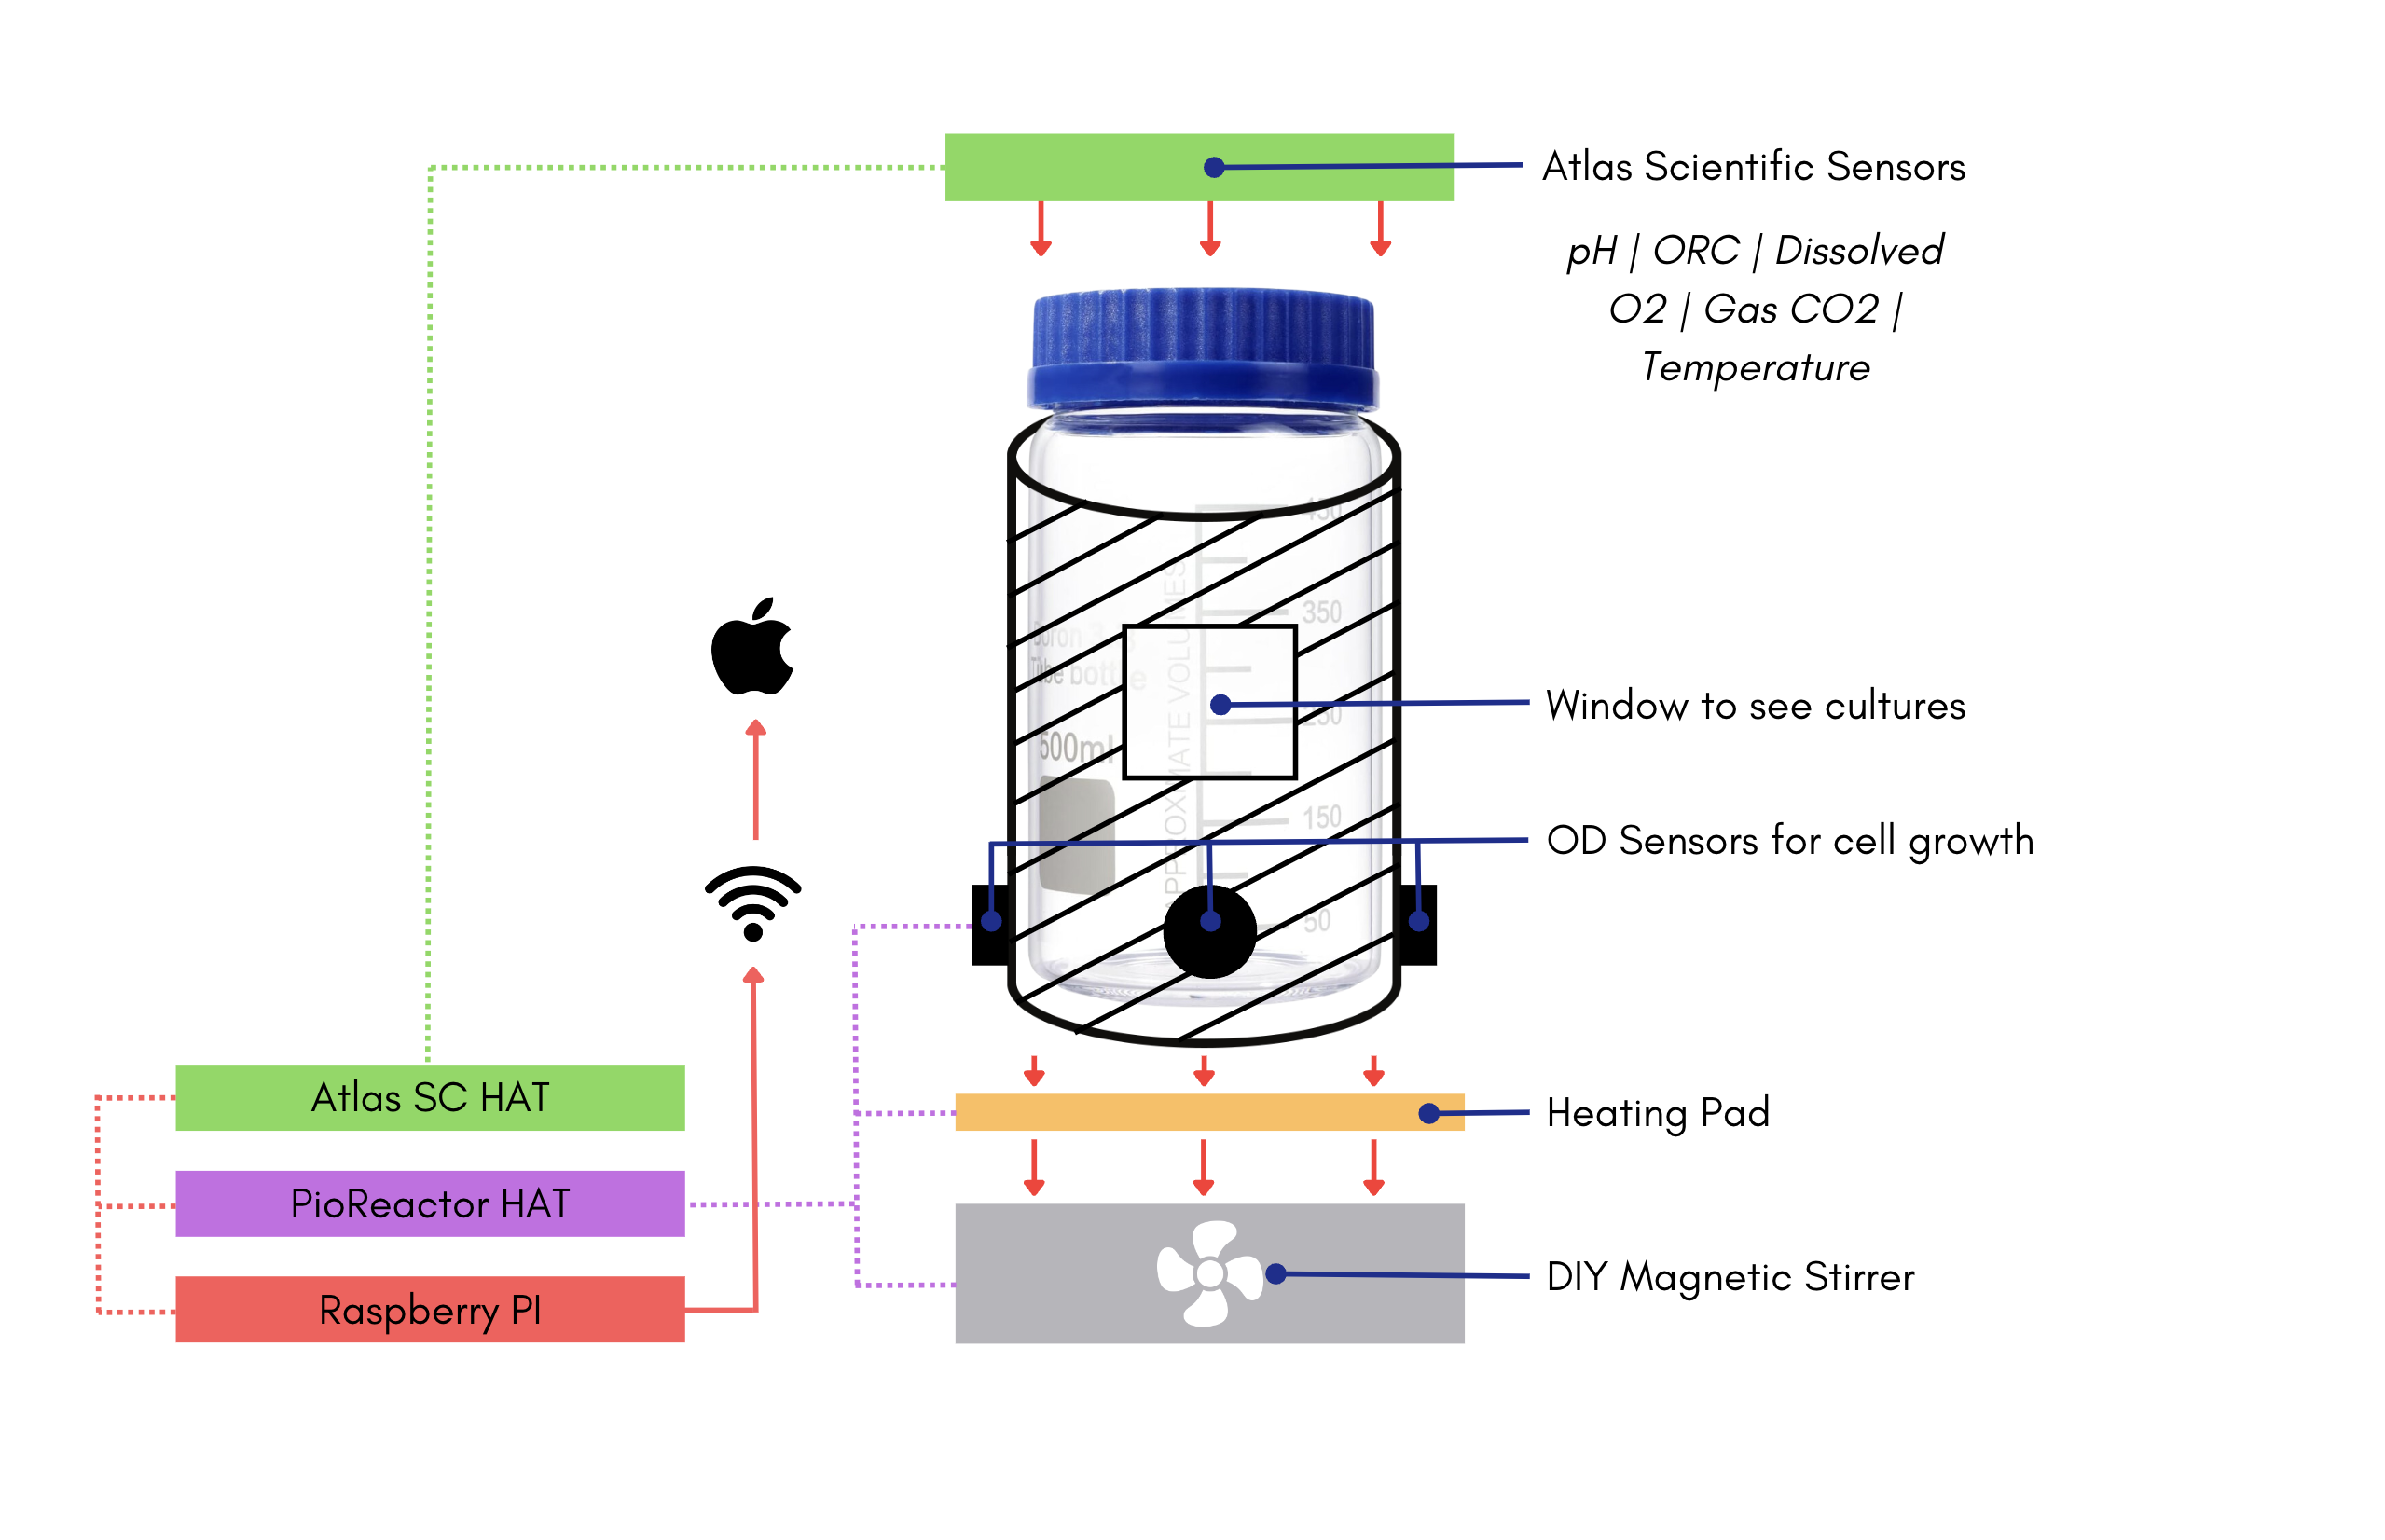 Atlas Scientific Sensors
pH | ORC | Dissolved
O2 | Gas CO2 |
Temperature
450
350
Boron
Tube bottle
Window to see cultures
250
500ml
APPROXIMATE VOLUMES
150
OD Sensors for cell growth
50
Atlas SC HAT
Heating Pad
PioReactor HAT
DIY Magnetic Stirrer
Raspberry PI